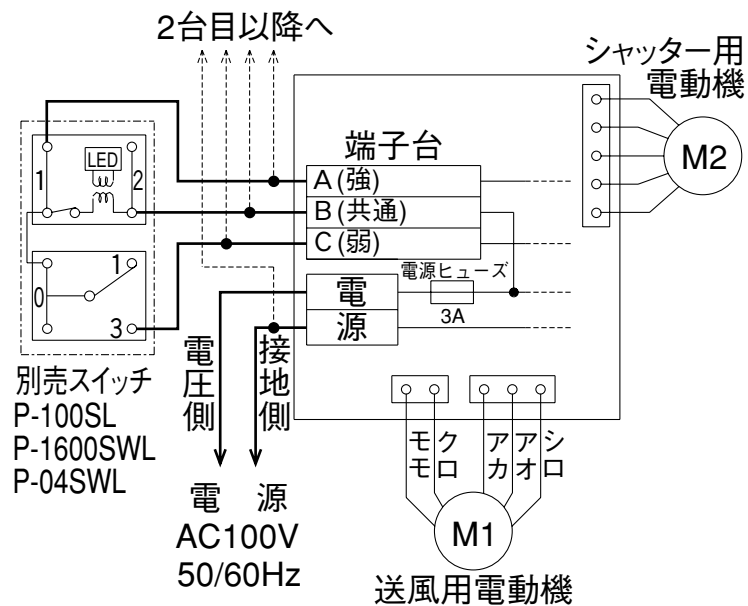 2台目以降へ
シャッター用
電動機
M2
端子台
LED
1
2
A (強)
B (共通)
C (弱)
0
1
3
電源ヒューズ
3A
電
源
電圧側
接地側
別売スイッチ
P-100SL
P-1600SWL
P-04SWL
モモ
クロ
アカ
アオ
シロ
電 源
AC100V
50/60Hz
M1
送風用電動機